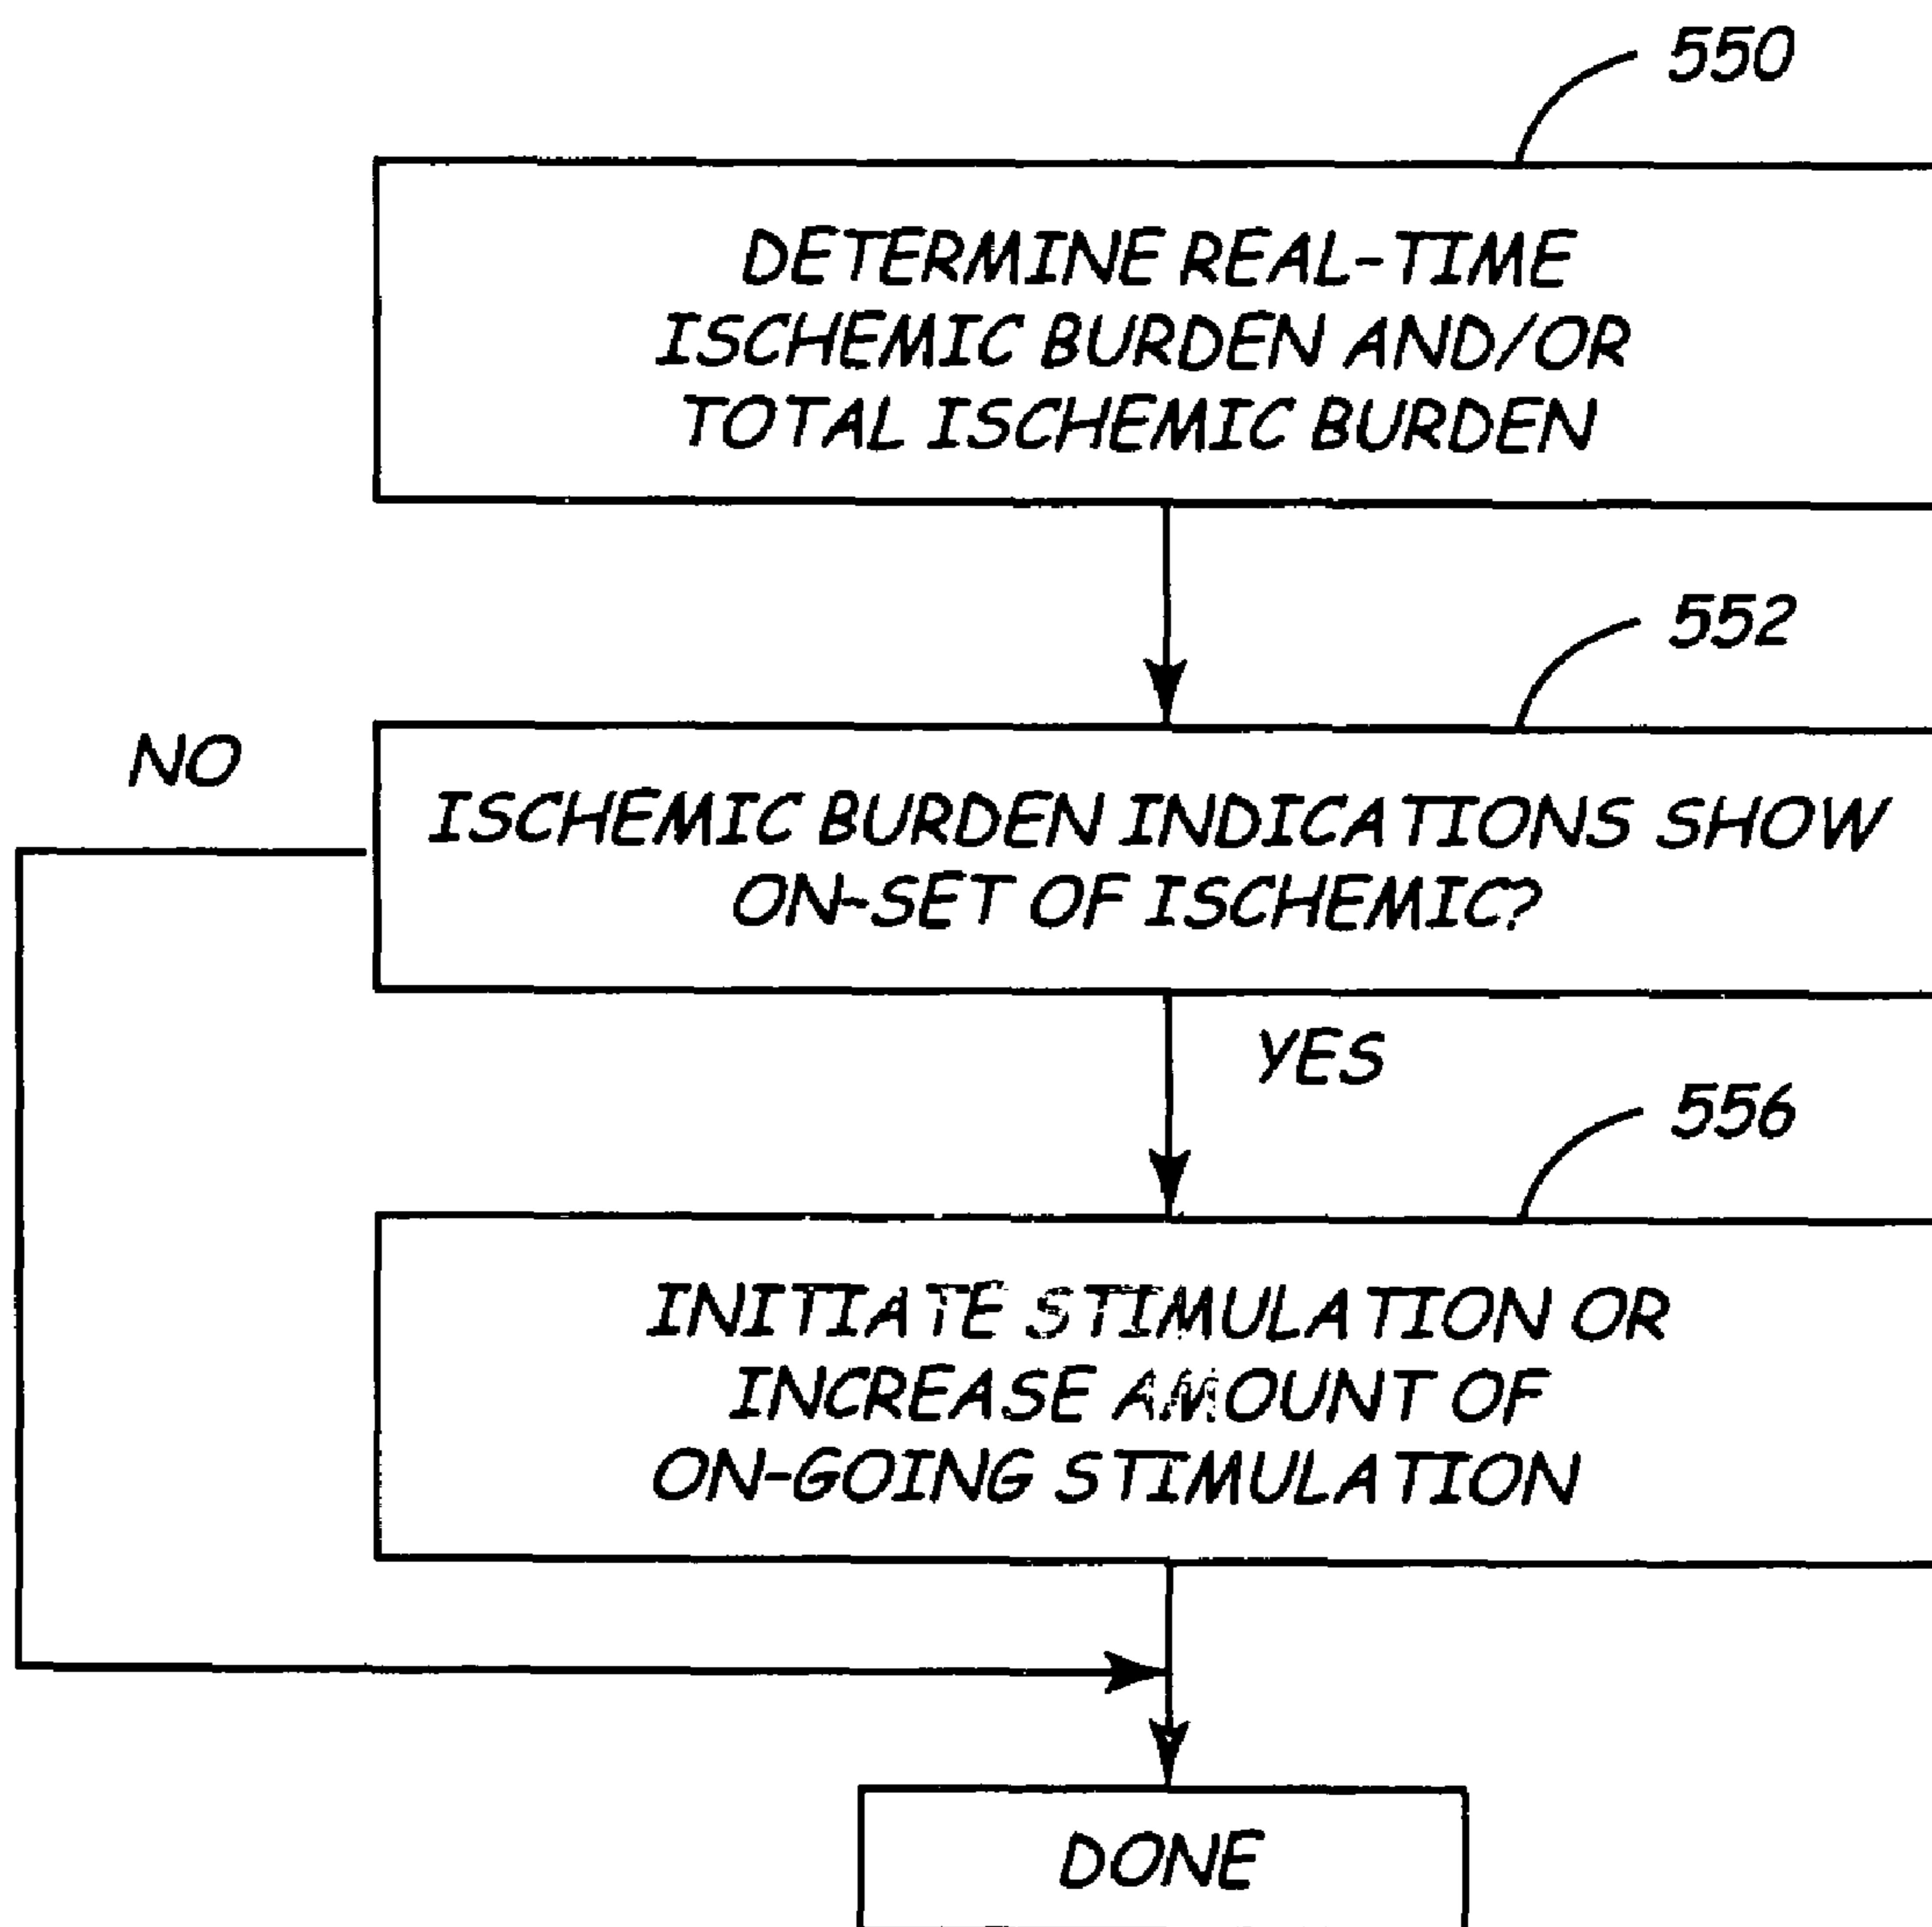 550
DETERMINE REAL-TIME
ISCHEMIC BURDEN AND/OR
TOTAL ISCHEMIC BURDEN
552
NO
ISCHEMIC BURDEN INDICATIONS SHOW
ON-SET OF ISCHEMIC?
YES
556
INITIATE STIMULATION OR
INCREASE AMOUNT OF
ON-GOING STIMULATION
DONE